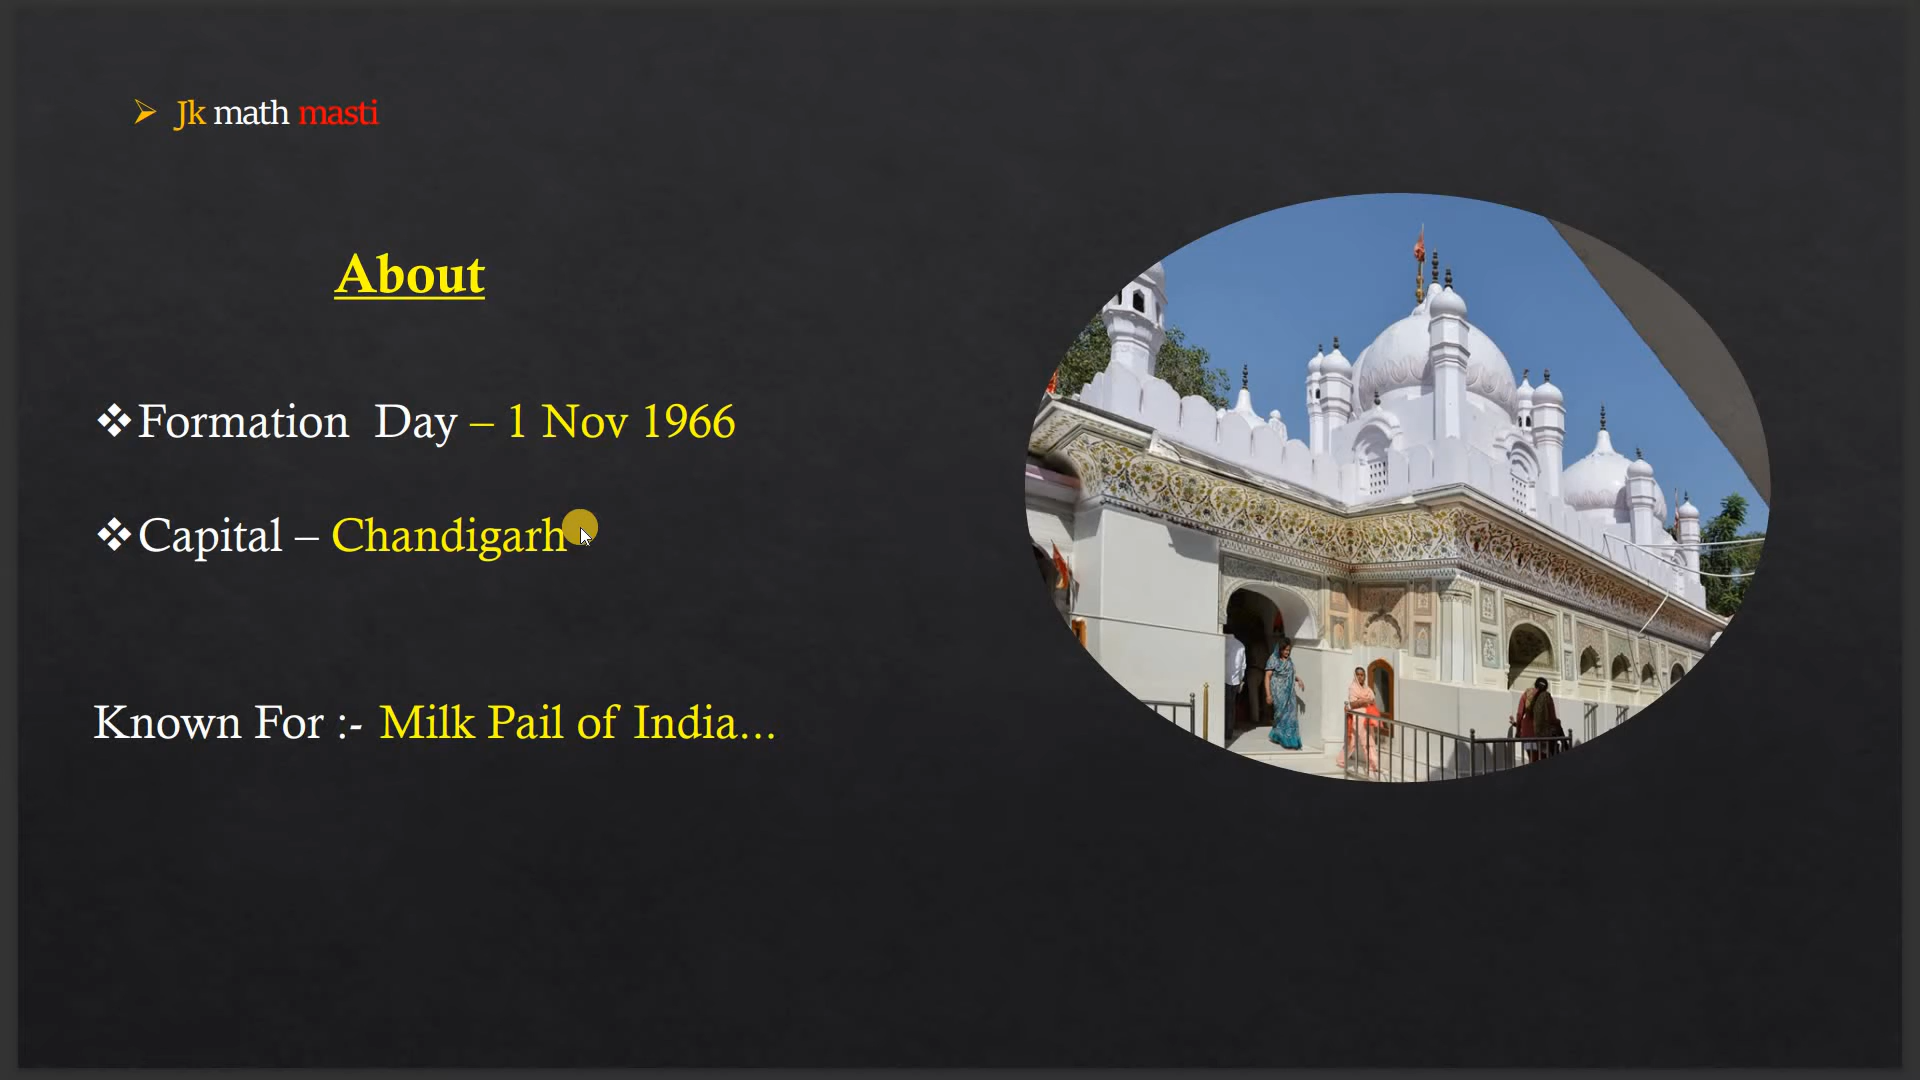 Jk math masti
About
Formation Day – 1 Nov 1966
Capital – Chandigarh
Known For :- Milk Pail of India...